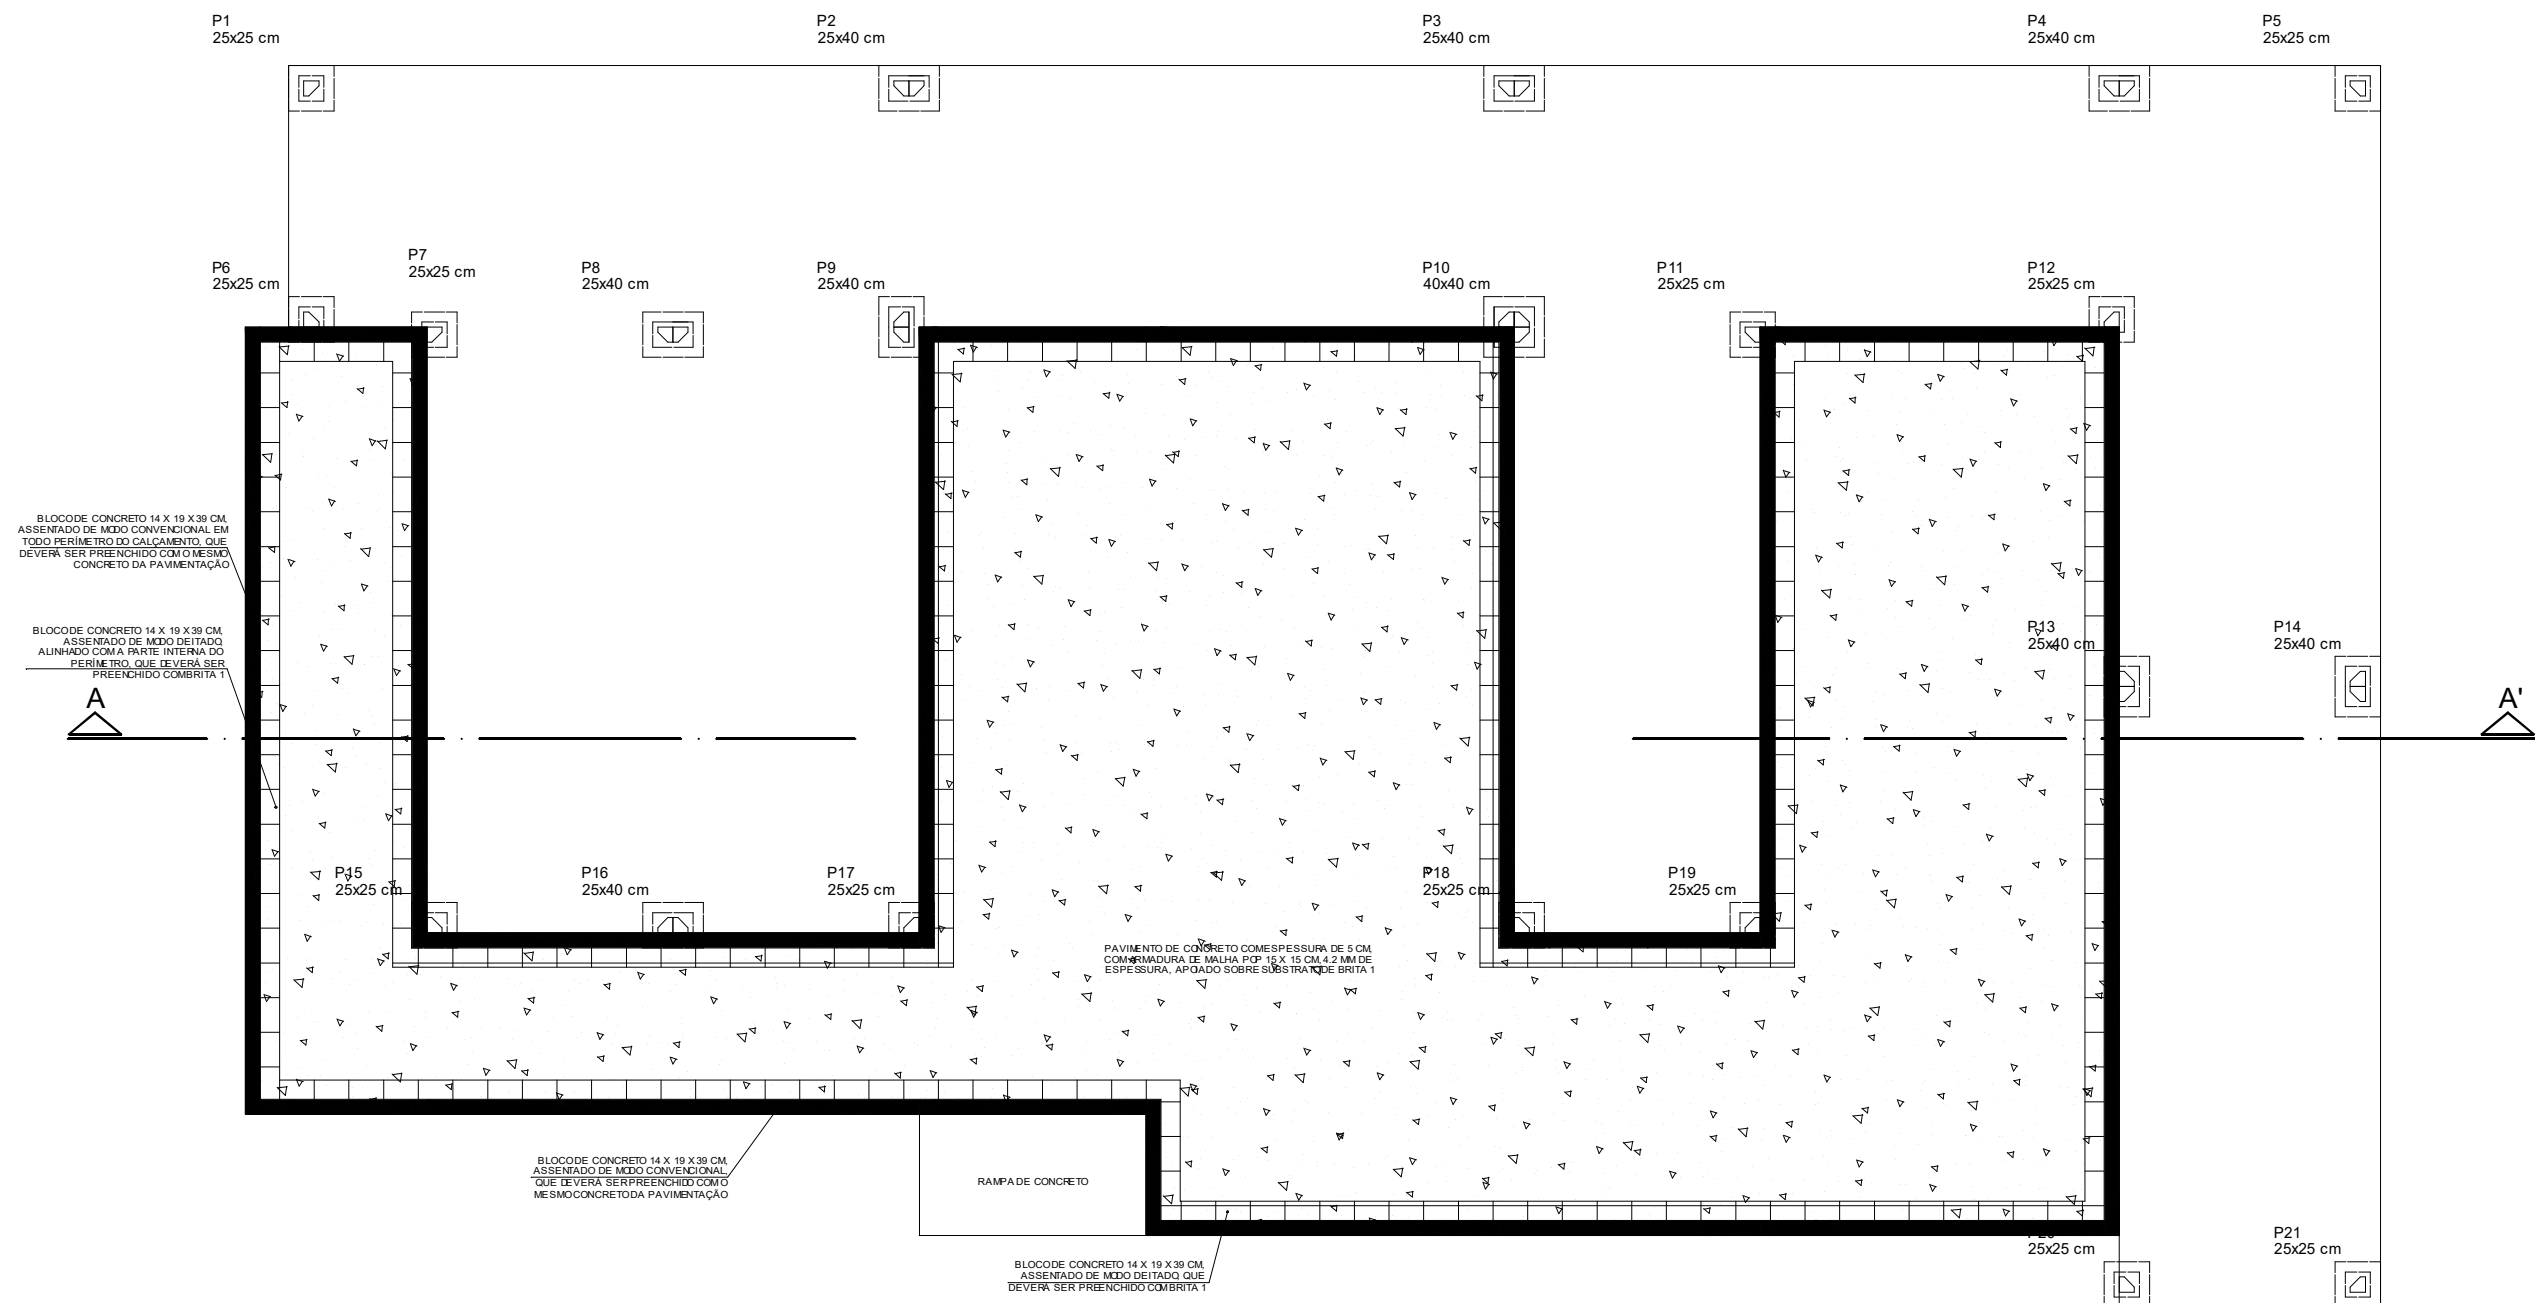 P1
25x25 cm
P2
25x40 cm
P3
25x40 cm
P4
25x40 cm
P5
25x25 cm
P6
25x25 cm
P7
25x25 cm
P8
25x40 cm
P9
25x40 cm
P10
40x40 cm
P11
25x25 cm
P12
25x25 cm
BLOCO DE CONCRETO 14 X 19 X 39 CM,
ASSENTADO DE MODO CONVENCIONAL EM
TODO PERÍMETRO DO CALÇAMENTO, QUE
DEVERÁ SER PREENCHIDO COM O MESMO
CONCRETO DA PAVIMENTAÇÃO
BLOCO DE CONCRETO 14 X 19 X 39 CM,
ASSENTADO DE MODO DEITADO,
ALINHADO COM A PARTE INTERNA DO
PERÍMETRO, QUE DEVERÁ SER
PREENCHIDO COM BRITA 1
P13
25x40 cm
P14
25x40 cm
A
A'
P15
25x25 cm
P16
25x40 cm
P17
25x25 cm
P18
25x25 cm
P19
25x25 cm
PAVIMENTO DE CONCRETO COM ESPESSURA DE 5 CM,
COM ARMADURA DE MALHA POP 15 X 15 CM, 4.2 MM DE
ESPESSURA, APOIADO SOBRE SUBSTRATO DE BRITA 1
BLOCO DE CONCRETO 14 X 19 X 39 CM,
ASSENTADO DE MODO CONVENCIONAL,
QUE DEVERÁ SER PREENCHIDO COM O
MESMO CONCRETO DA PAVIMENTAÇÃO
RAMPA DE CONCRETO
P20
25x25 cm
P21
25x25 cm
BLOCO DE CONCRETO 14 X 19 X 39 CM,
ASSENTADO DE MODO DEITADO, QUE
DEVERÁ SER PREENCHIDO COM BRITA 1